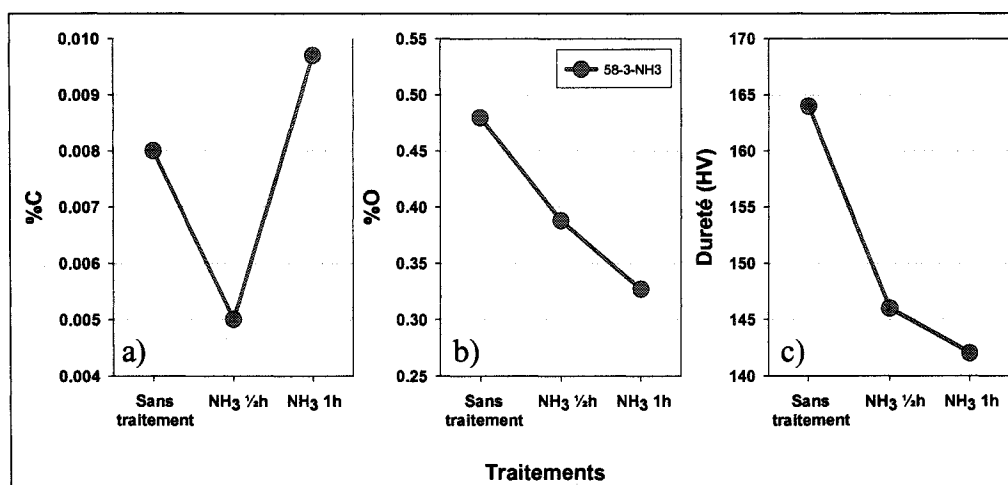 0.010
0.009
0.008
0.007
0.006
0.005
0.004
%C
a)
Sans traitement
NH3 ½h
NH3 1h
0.55
0.50
0.45
0.40
0.35
0.30
0.25
%O
58-3-NH3
b)
Sans traitement
NH3 ½h
NH3 1h
170
165
160
155
150
145
140
Dureté (HV)
c)
Sans traitement
NH3 ½h
NH3 1h
Traitements